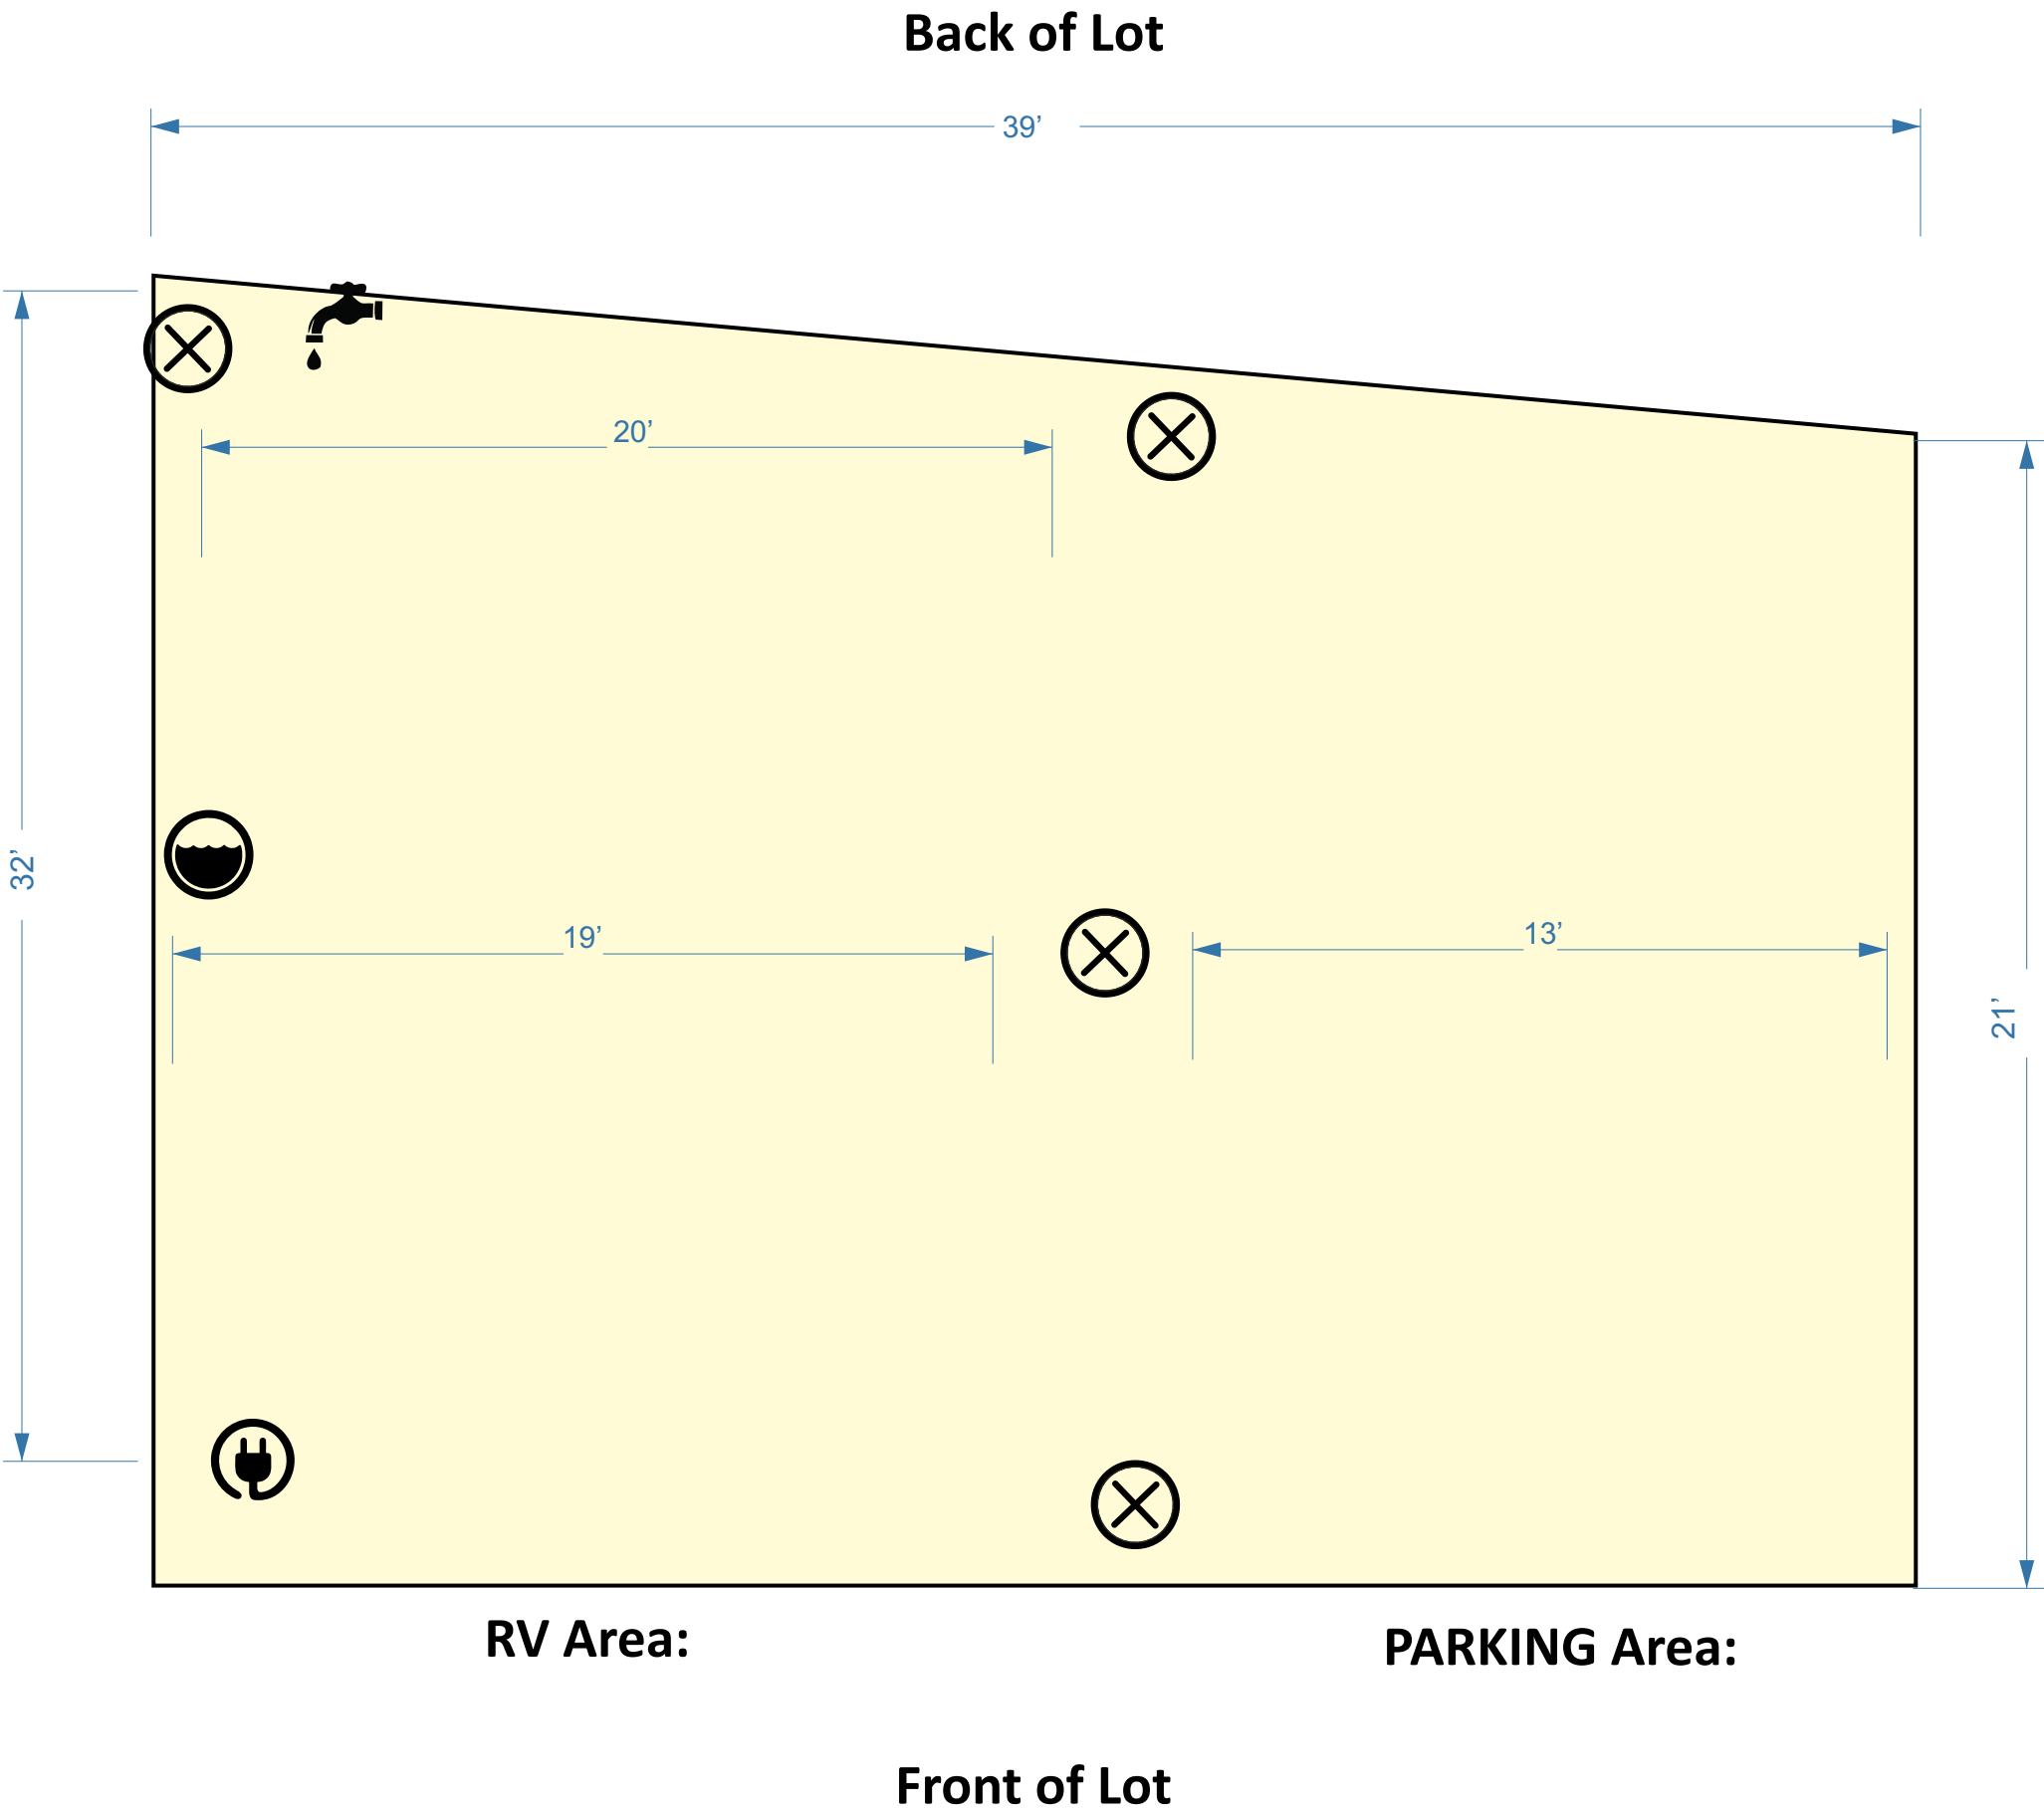 Back of Lot
39’
20’
32’
19’
13’
21’
RV Area:
PARKING Area:
Front of Lot